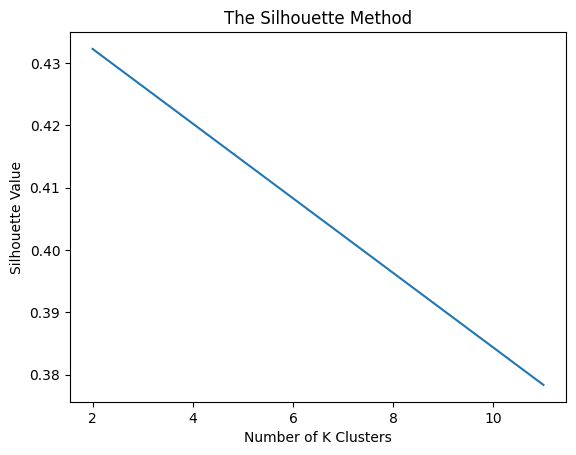 The Silhouette Method
0.43
0.42
0.41
0.40
0.39
0.38
Silhouette Value
2 4 6 8 10
Number of K Clusters